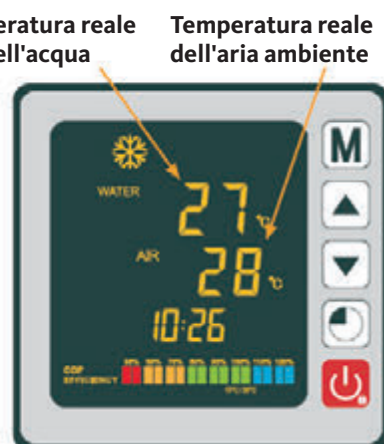 eratura reale
ell'acqua
Temperatura reale
dell'aria ambiente
WATER 27 °C
AIR 28 °C
10:26
COP
EFFICIENCY
M